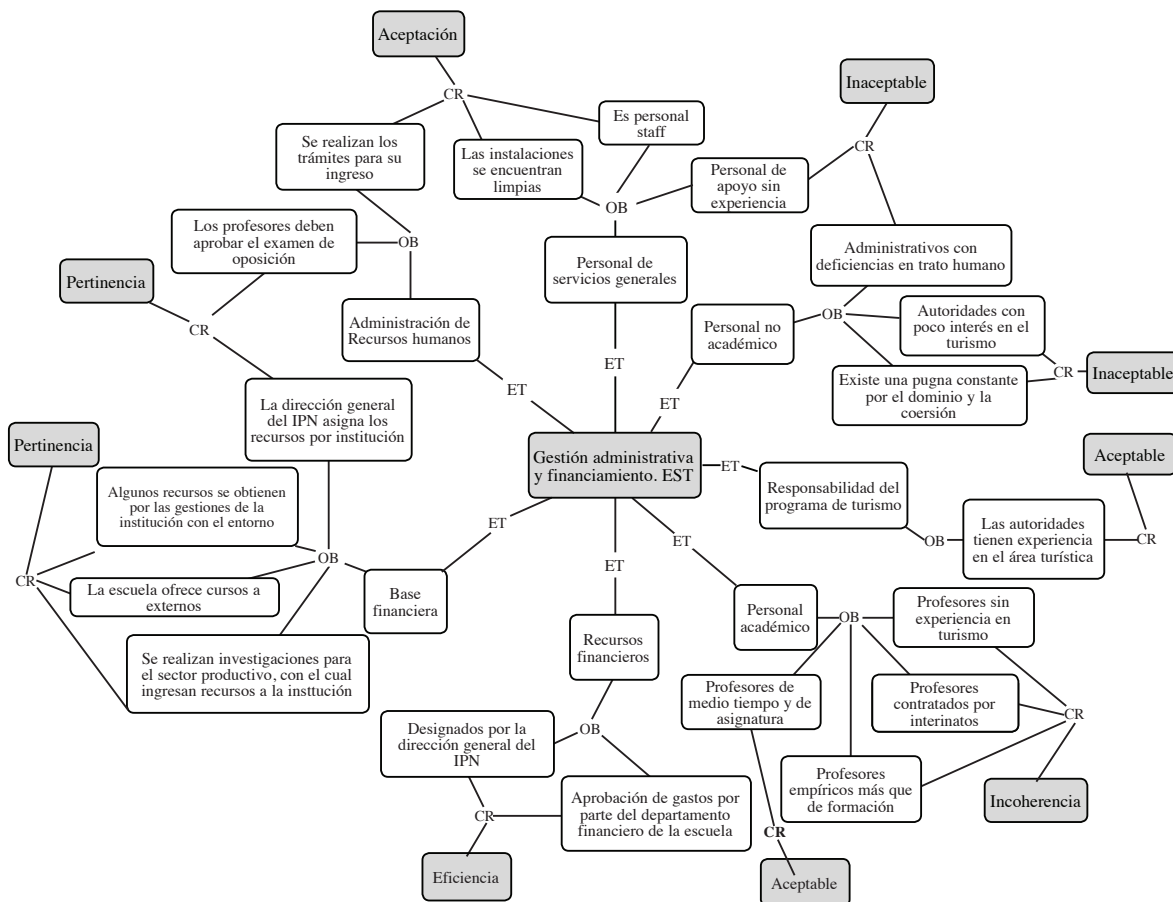 Aceptación
Inaceptable
CR
Es personal
staff
Se realizan los
trámites para su
ingreso
Las instalaciones
se encuentran
limpias
CR
Personal de
apoyo sin
experiencia
OB
Los profesores deben
aprobar el examen de
oposición
OB
Personal de
servicios generales
Administrativos con
deficiencias en trato humano
Pertinencia
CR
Administración de
Recursos humanos
Personal no
académico
OB
Autoridades con
poco interés en el
turismo
ET
ET
ET
Existe una pugna constante
por el dominio y la
coersión
CR
Inaceptable
La dirección general
del IPN asigna los
recursos por institución
Pertinencia
Gestión administrativa
y financiamiento. EST
ET
Responsabilidad del
programa de turismo
Aceptable
Algunos recursos se obtienen
por las gestiones de la
institución con el entorno
ET
ET
ET
OB
Las autoridades
tienen experiencia
en el área turística
CR
OB
CR
La escuela ofrece cursos a
externos
Base
financiera
Personal
académico
OB
Profesores sin
experiencia en
turismo
Se realizan investigaciones para
el sector productivo, con el cual
ingresan recursos a la insttución
Recursos
financieros
Profesores de
medio tiempo y de
asignatura
Profesores
contratados por
interinatos
CR
Designados por la
dirección general del
IPN
OB
Profesores
empíricos más que
de formación
Incoherencia
CR
Aprobación de gastos por
parte del departamento
financiero de la escuela
CR
Eficiencia
Aceptable